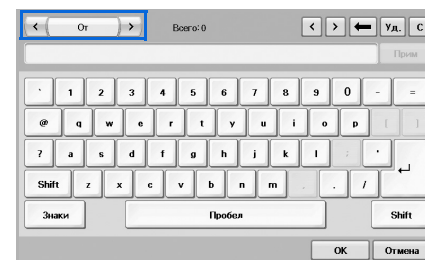 < От > Всего: 0 < > ← Уд. C
Прим
` 1 2 3 4 5 6 7 8 9 0 - =
@ q w e r t y u i o p [ ]
? a s d f g h j k l ; '
Shift z x c v b n m , . /
Знаки Пробел Shift
OK Отмена